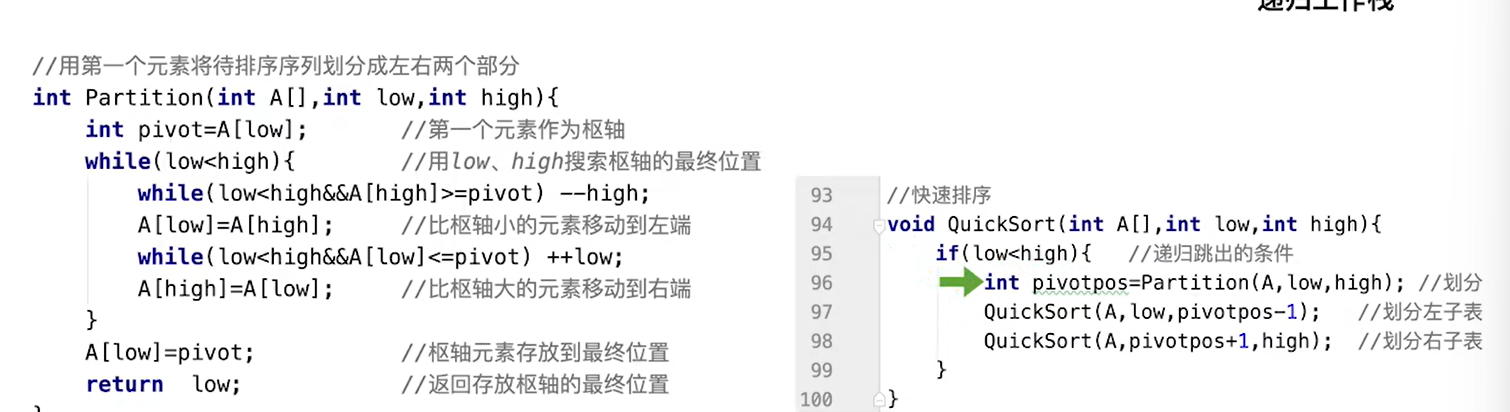 递归工作栈
//用第一个元素将待排序序列划分成左右两个部分
int Partition(int A[],int low,int high){
    int pivot=A[low];       //第一个元素作为枢轴
    while(low<high){        //用low、high搜索枢轴的最终位置
        while(low<high&&A[high]>=pivot) --high;
        A[low]=A[high];     //比枢轴小的元素移动到左端
        while(low<high&&A[low]<=pivot) ++low;
        A[high]=A[low];     //比枢轴大的元素移动到右端
    }
    A[low]=pivot;           //枢轴元素存放到最终位置
    return  low;            //返回存放枢轴的最终位置
}
93 //快速排序
94 void QuickSort(int A[],int low,int high){
95     if(low<high){   //递归跳出的条件
96         int pivotpos=Partition(A,low,high); //划分
97         QuickSort(A,low,pivotpos-1);   //划分左子表
98         QuickSort(A,pivotpos+1,high);  //划分右子表
99     }
100 }